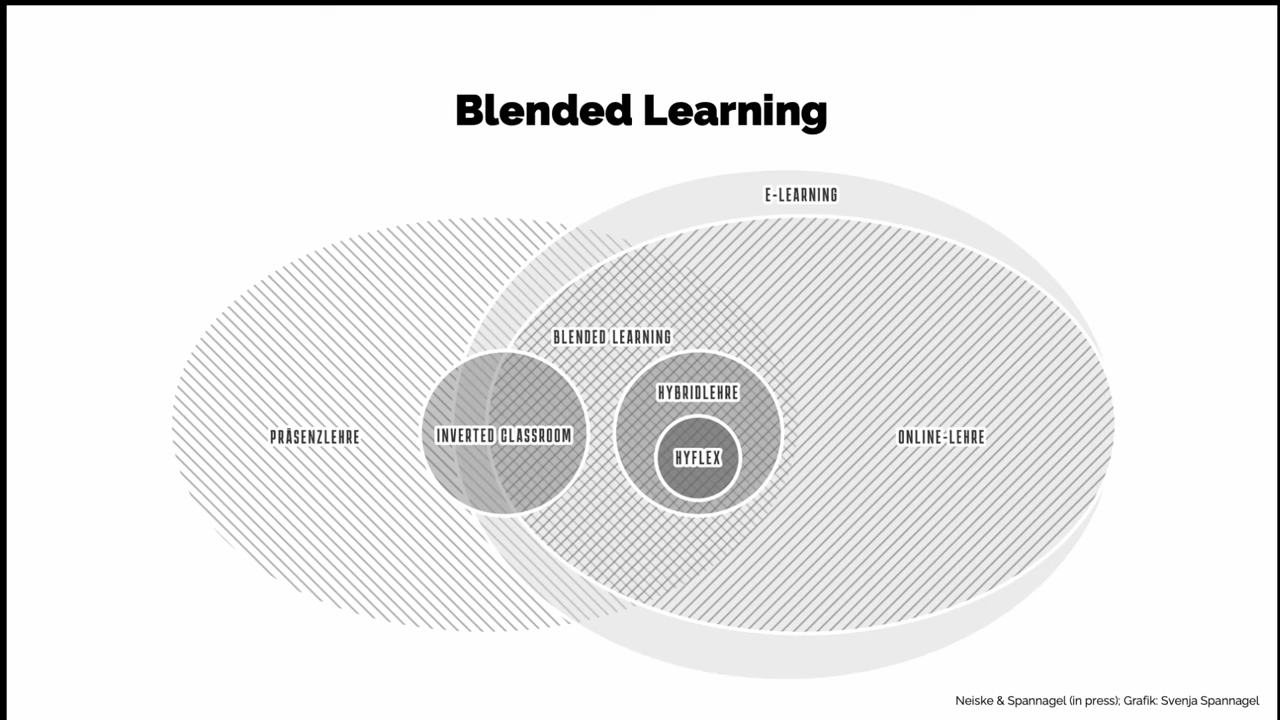 Blended Learning
E-LEARNING
BLENDED LEARNING
HYBRIDLEHRE
PRÄSENZLEHRE
INVERTED CLASSROOM
HYFLEX
ONLINE-LEHRE
Neiske & Spannagel (in press); Grafik: Svenja Spannagel